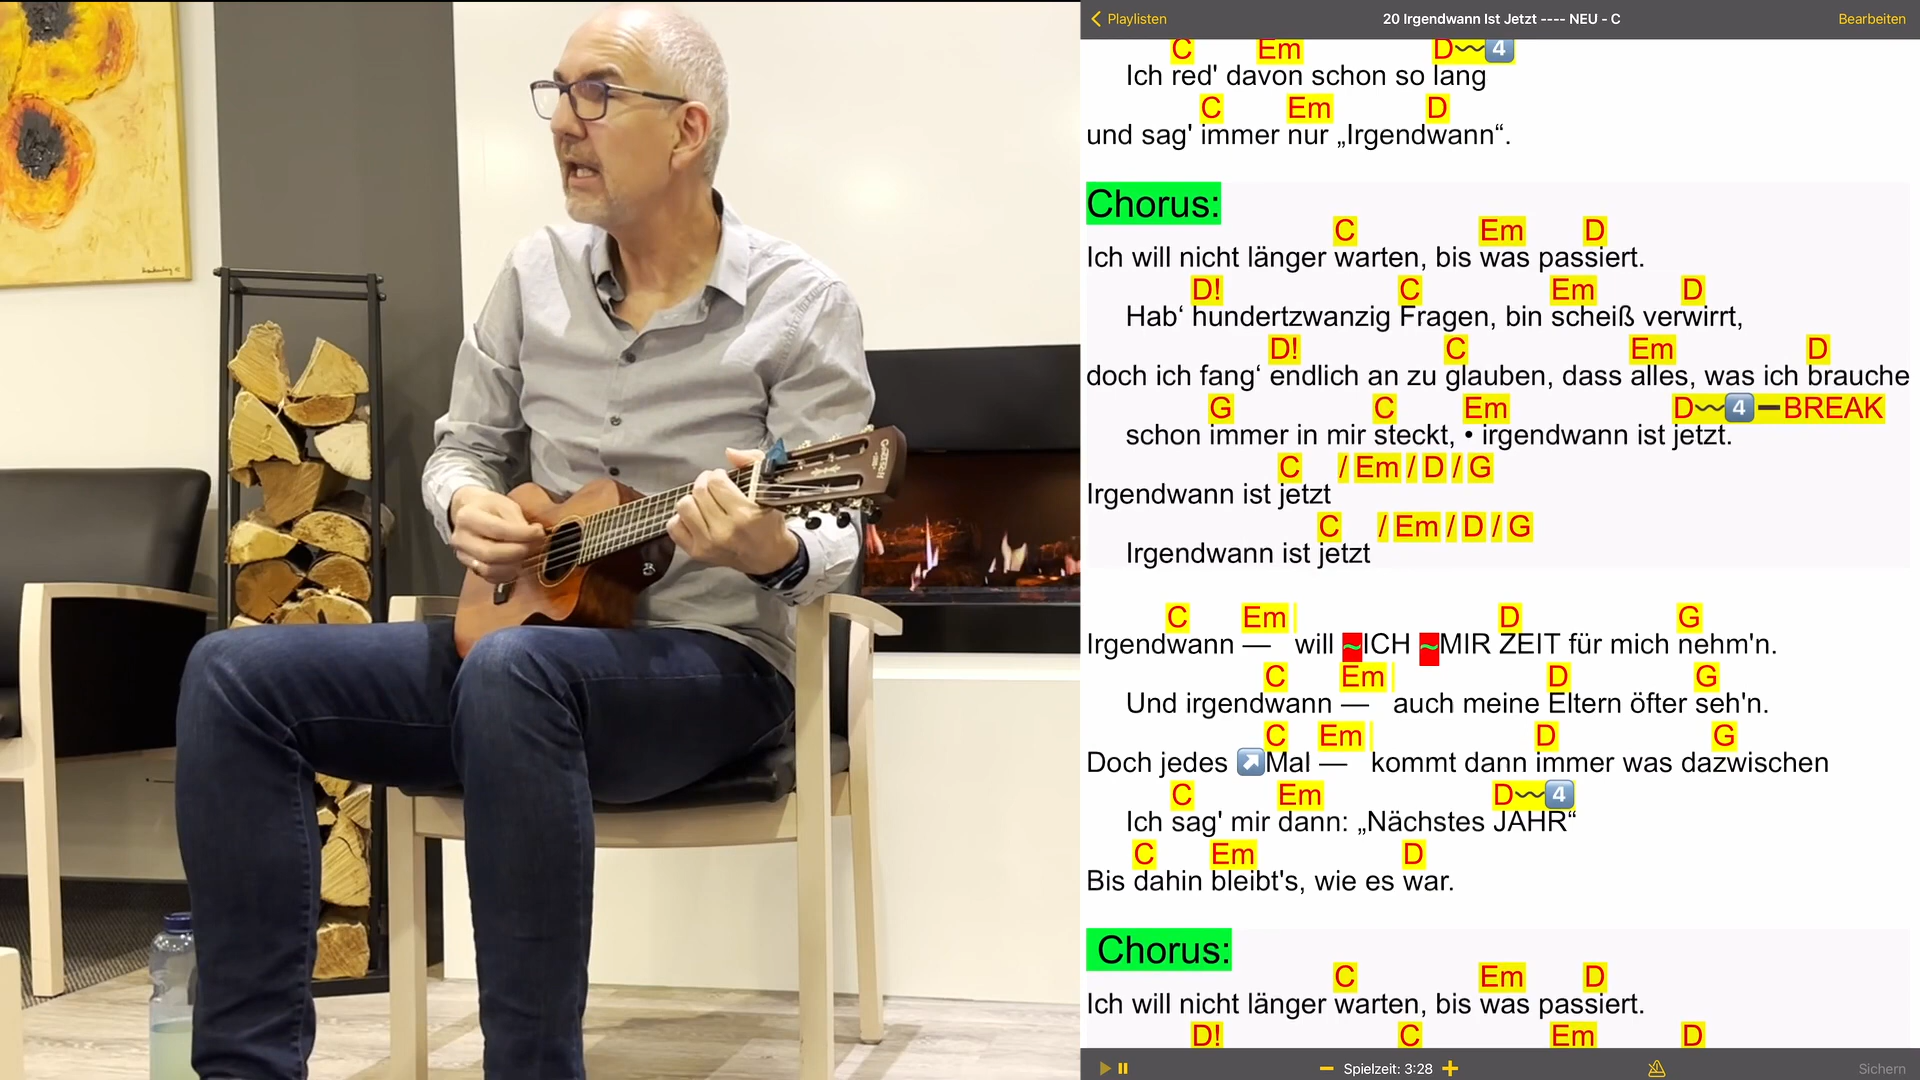 Playlisten
20 Irgendwann Ist Jetzt ---- NEU - C
Bearbeiten
C Em D 4
Ich red' davon schon so lang
C Em D
und sag' immer nur „Irgendwann“.
Chorus:
C Em D
Ich will nicht länger warten, bis was passiert.
D! C Em D
Hab‘ hundertzwanzig Fragen, bin scheiß verwirrt,
D! C Em D
doch ich fang‘ endlich an zu glauben, dass alles, was ich brauche
G C Em D〰4️⃣➖BREAK
schon immer in mir steckt, • irgendwann ist jetzt.
C / Em / D / G
Irgendwann ist jetzt
C / Em / D / G
Irgendwann ist jetzt
C Em D G
Irgendwann — will ~ICH ~MIR ZEIT für mich nehm'n.
C Em D G
Und irgendwann — auch meine Eltern öfter seh'n.
C Em D G
Doch jedes ↗Mal — kommt dann immer was dazwischen
C Em D〰4️⃣
Ich sag' mir dann: „Nächstes JAHR“
C Em D
Bis dahin bleibt's, wie es war.
Chorus:
C Em D
Ich will nicht länger warten, bis was passiert.
D! C Em D
Spielzeit: 3:28
Sichern
GRETSCH